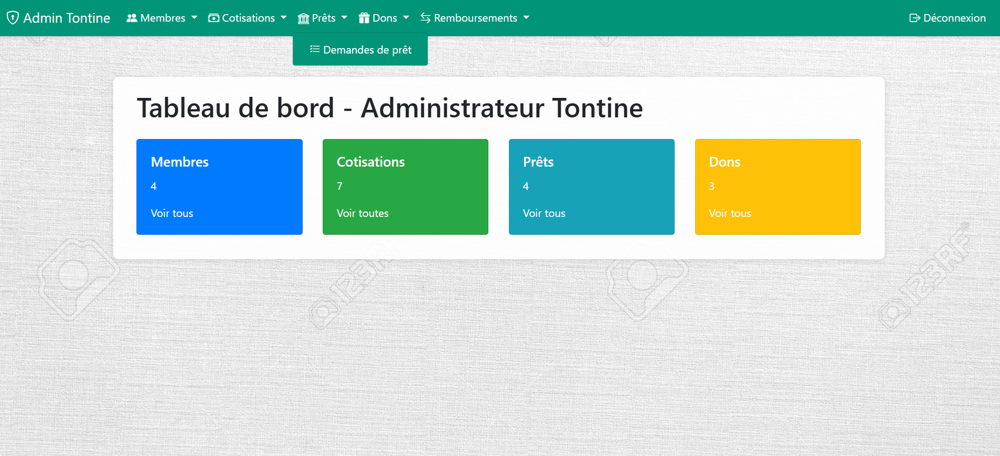 Admin Tontine Membres Cotisations Prêts Dons Remboursements Déconnexion
Demandes de prêt
Tableau de bord - Administrateur Tontine
Membres
4
Voir tous
Cotisations
7
Voir toutes
Prêts
4
Voir tous
Dons
3
Voir tous
123RF
123RF